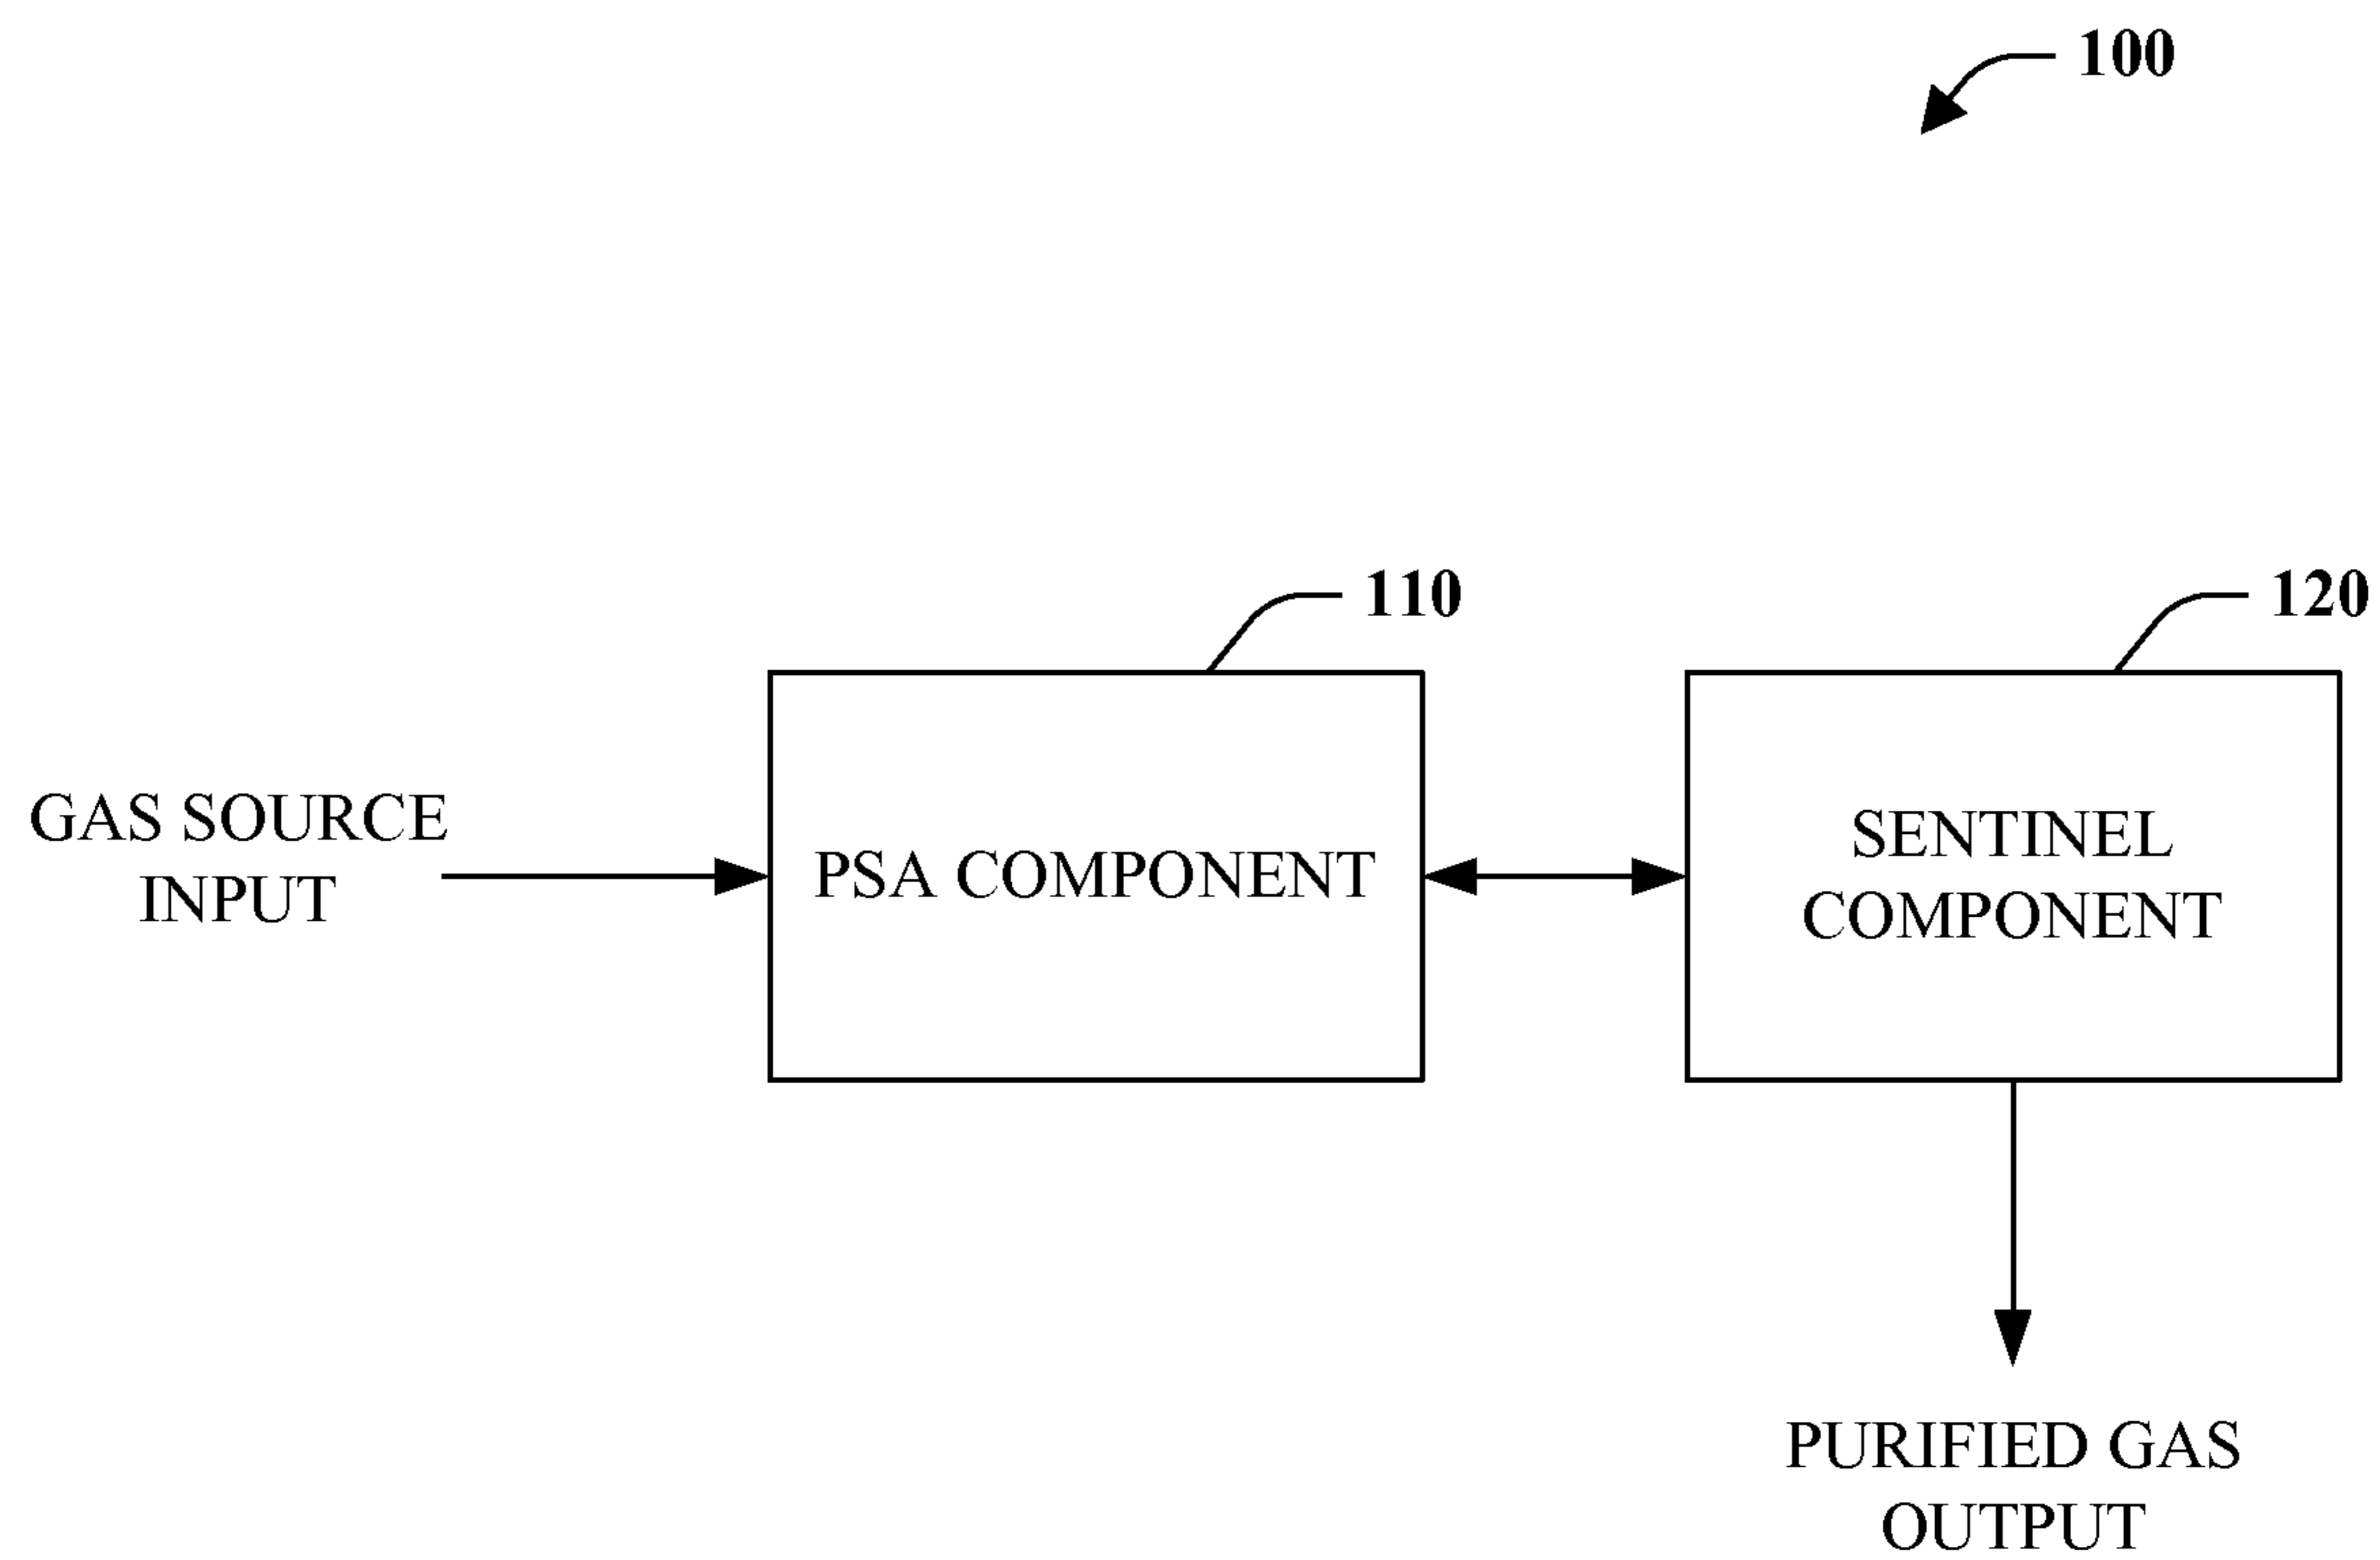 100
110
120
GAS SOURCE
INPUT
PSA COMPONENT
SENTINEL
COMPONENT
PURIFIED GAS
OUTPUT